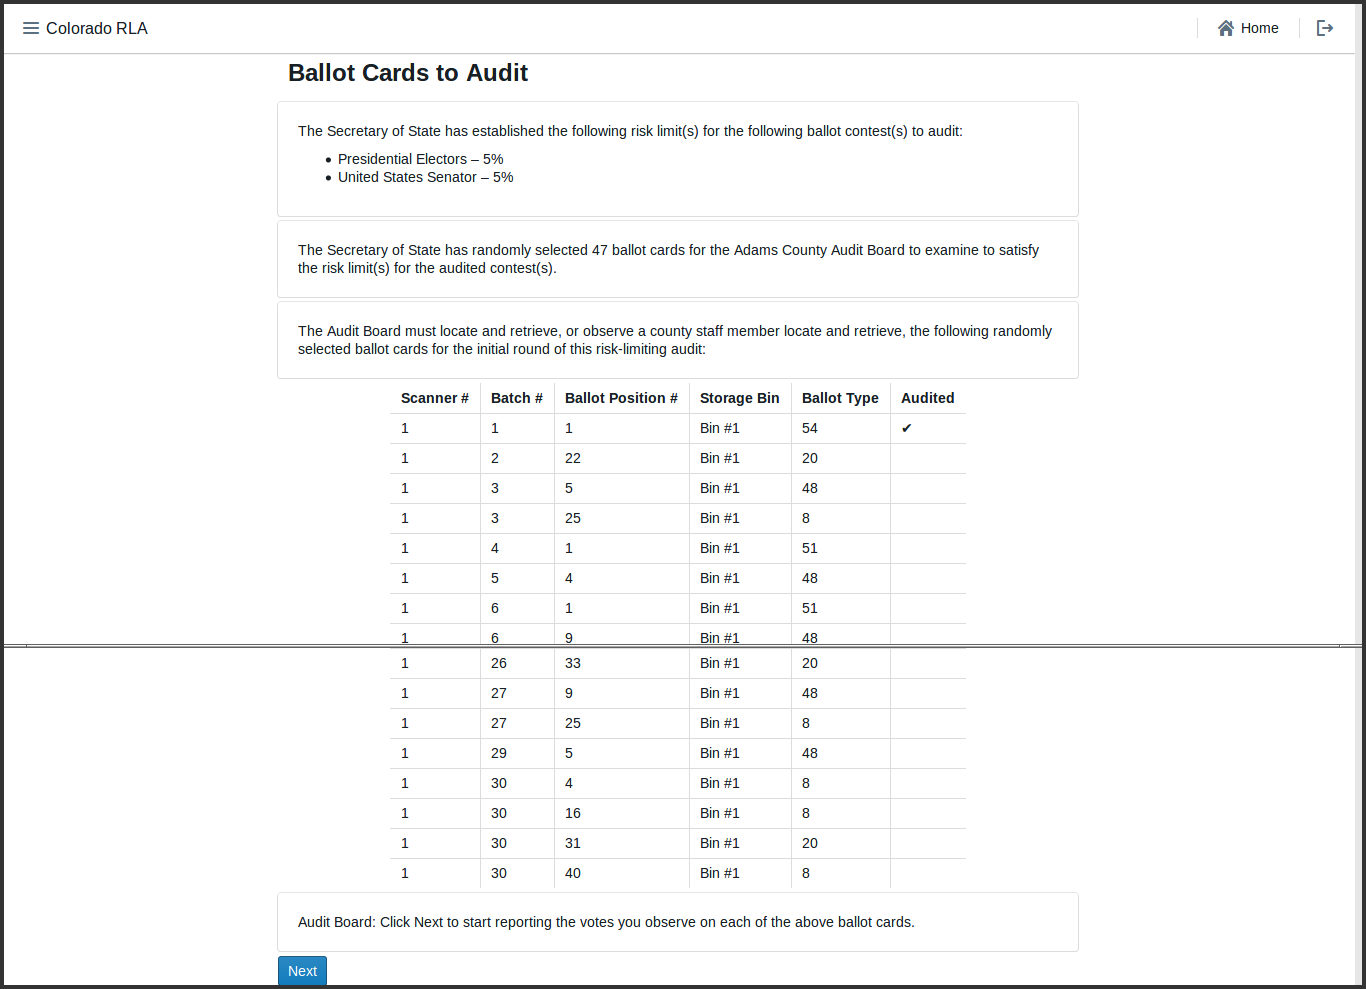 Colorado RLA
Home
Ballot Cards to Audit
The Secretary of State has established the following risk limit(s) for the following ballot contest(s) to audit:
• Presidential Electors – 5%
• United States Senator – 5%
The Secretary of State has randomly selected 47 ballot cards for the Adams County Audit Board to examine to satisfy
the risk limit(s) for the audited contest(s).
The Audit Board must locate and retrieve, or observe a county staff member locate and retrieve, the following randomly
selected ballot cards for the initial round of this risk-limiting audit:
Scanner # Batch # Ballot Position # Storage Bin Ballot Type Audited
1 1 1 Bin #1 54 ✔
1 2 22 Bin #1 20
1 3 5 Bin #1 48
1 3 25 Bin #1 8
1 4 1 Bin #1 51
1 5 4 Bin #1 48
1 6 1 Bin #1 51
1 6 9 Bin #1 48
1 26 33 Bin #1 20
1 27 9 Bin #1 48
1 27 25 Bin #1 8
1 29 5 Bin #1 48
1 30 4 Bin #1 8
1 30 16 Bin #1 8
1 30 31 Bin #1 20
1 30 40 Bin #1 8
Audit Board: Click Next to start reporting the votes you observe on each of the above ballot cards.
Next